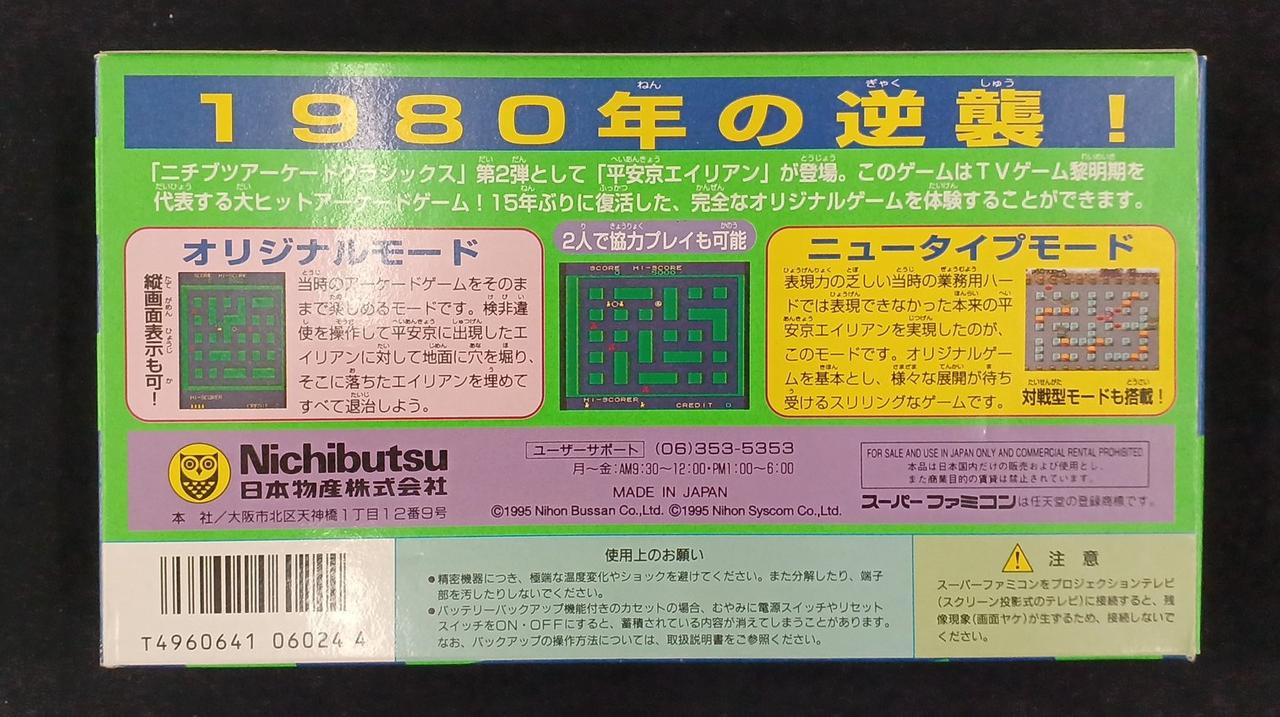 1980年の逆襲！
「ニチブツアーケードクラシックス」第2弾として「平安京エイリアン」が登場。このゲームはTVゲーム黎明期を
代表する大ヒットアーケードゲーム！15年ぶりに復活した、完全なオリジナルゲームを体験することができます。
オリジナルモード
縦画面表示も可！
当時のアーケードゲームをそのま
まで楽しめるモードです。検非違
使を操作して平安京に出現したエ
イリアンに対して地面に穴を堀り、
そこに落ちたエイリアンを埋めて
すべて退治しよう。
2人で協力プレイも可能
SCORE HI-SCORE
HI-SCORER
CREDIT 0
ニュータイプモード
表現力の乏しい当時の業務用ハー
ドでは表現できなかった本来の平
安京エイリアンを実現したのが、
このモードです。オリジナルゲー
ムを基本とし、様々な展開が待ち
受けるスリリングなゲームです。
対戦型モードも搭載！
Nichibutsu
日本物産株式会社
本 社／大阪市北区天神橋1丁目12番9号
ユーザーサポート (06)353-5353
月〜金：AM9:30〜12:00・PM1:00〜6:00
MADE IN JAPAN
©1995 Nihon Bussan Co.,Ltd. ©1995 Nihon Syscom Co.,Ltd.
FOR SALE AND USE IN JAPAN ONLY AND COMMERCIAL RENTAL PROHIBITED.
本品は日本国内だけの販売および使用とし、
また商業目的の賃貸は禁止されています。
スーパーファミコンは任天堂の登録商標です。
T4960641 06024 4
使用上のお願い
●精密機器につき、極端な温度変化やショックを避けてください。また分解したり、端子
部を汚したりしないでください。
●バッテリーバックアップ機能付きのカセットの場合、むやみに電源スイッチやリセット
スイッチをON・OFFにすると、蓄積されている内容が消えてしまうことがあります。
なお、バックアップの操作方法については、取扱説明書をご参照ください。
注 意
スーパーファミコンをプロジェクションテレビ
（スクリーン投影式のテレビ）に接続すると、残
像現象（画面ヤケ）が生ずるため、接続しないで
ください。